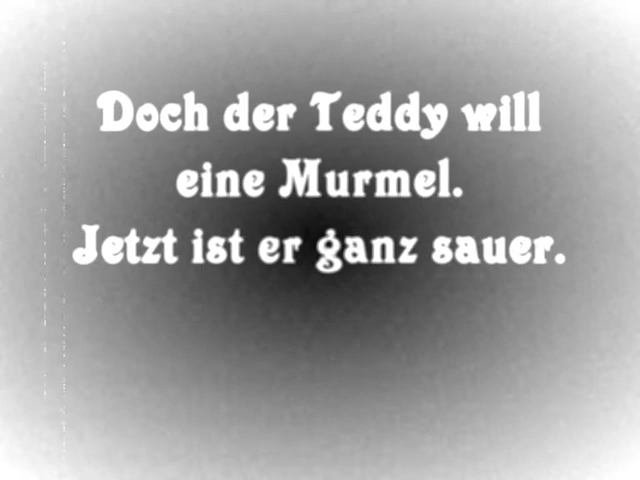 Doch der Teddy will
eine Murmel.
Jetzt ist er ganz sauer.